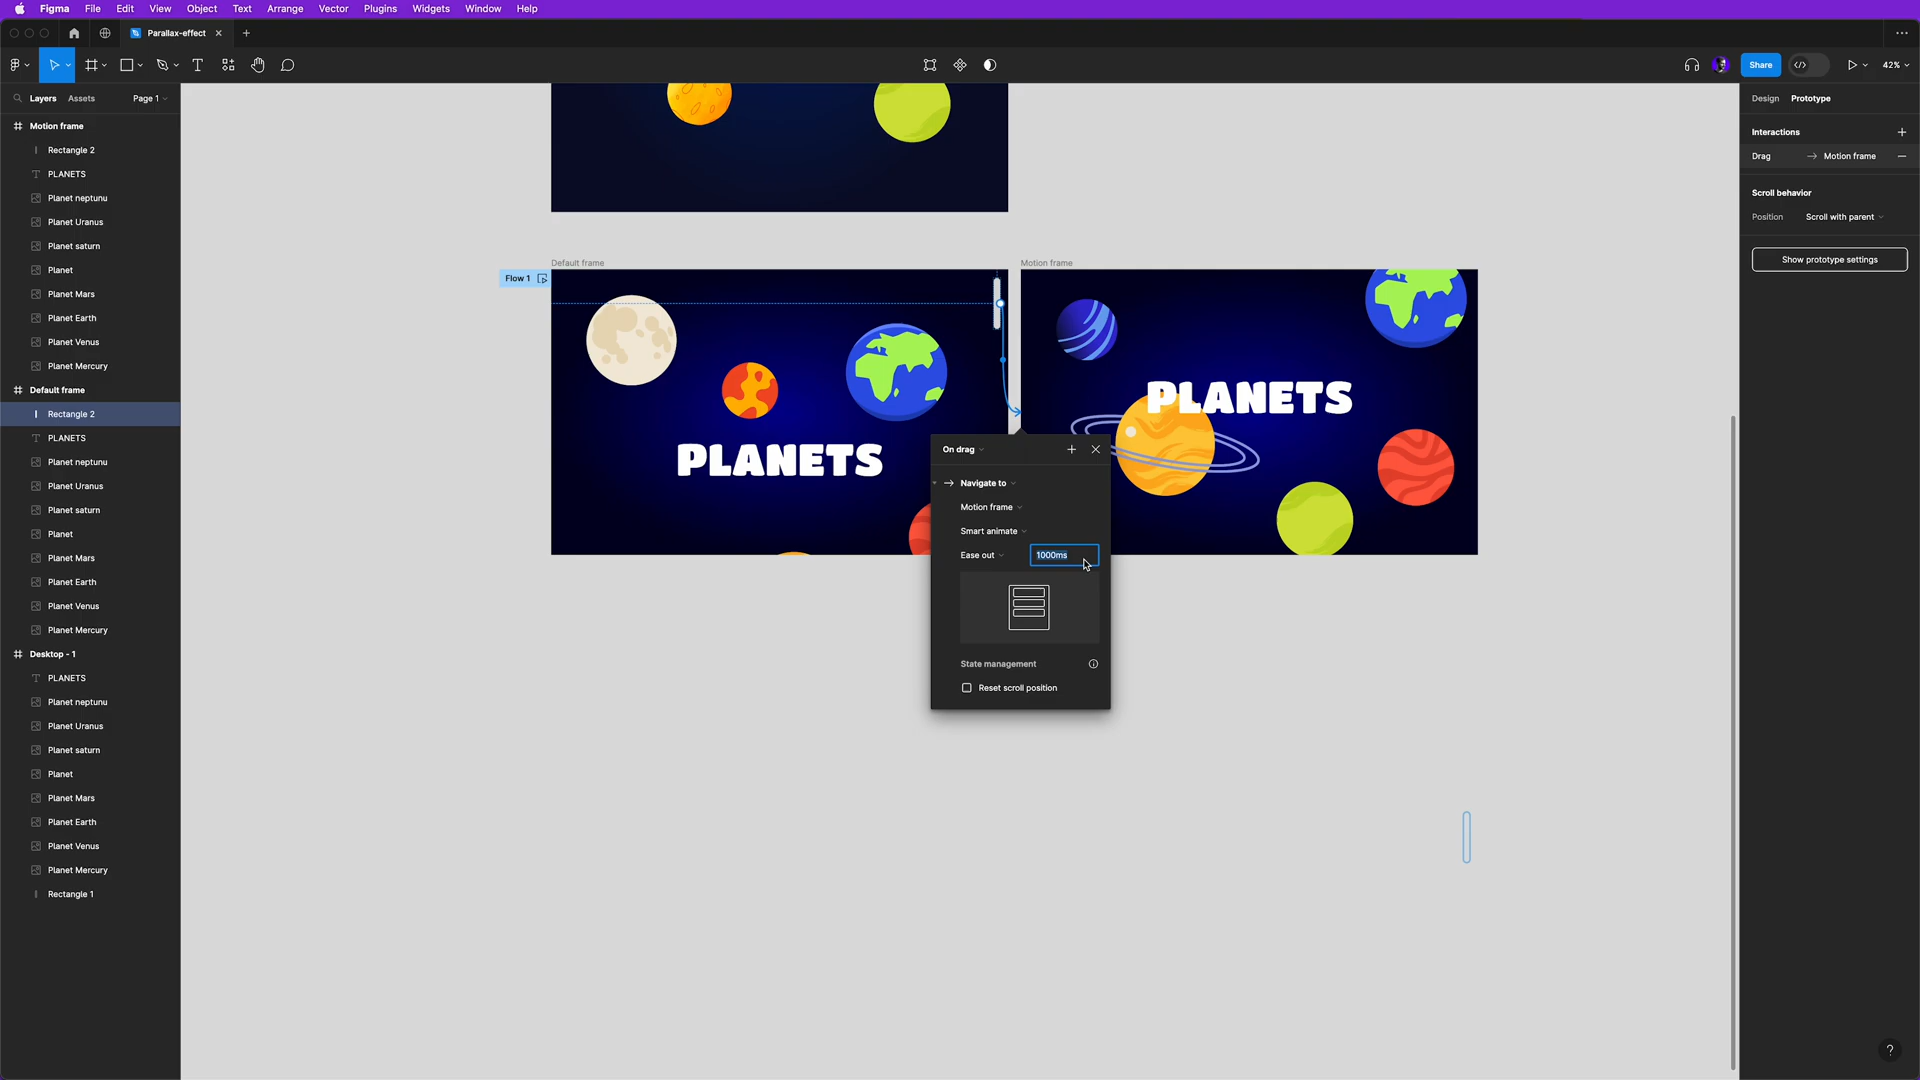 Figma File Edit View Object Text Arrange Vector Plugins Widgets Window Help
Parallax-effect
Share
42%
Layers Assets Page 1
Motion frame
Rectangle 2
PLANETS
Planet neptunu
Planet Uranus
Planet saturn
Planet
Planet Mars
Planet Earth
Planet Venus
Planet Mercury
Default frame
Rectangle 2
PLANETS
Planet neptunu
Planet Uranus
Planet saturn
Planet
Planet Mars
Planet Earth
Planet Venus
Planet Mercury
Desktop - 1
PLANETS
Planet neptunu
Planet Uranus
Planet saturn
Planet
Planet Mars
Planet Earth
Planet Venus
Planet Mercury
Rectangle 1
Default frame
Flow 1
PLANETS
Motion frame
PLANETS
On drag
Navigate to
Motion frame
Smart animate
Ease out 1000ms
State management
Reset scroll position
Design Prototype
Interactions
Drag Motion frame
Scroll behavior
Position Scroll with parent
Show prototype settings
?